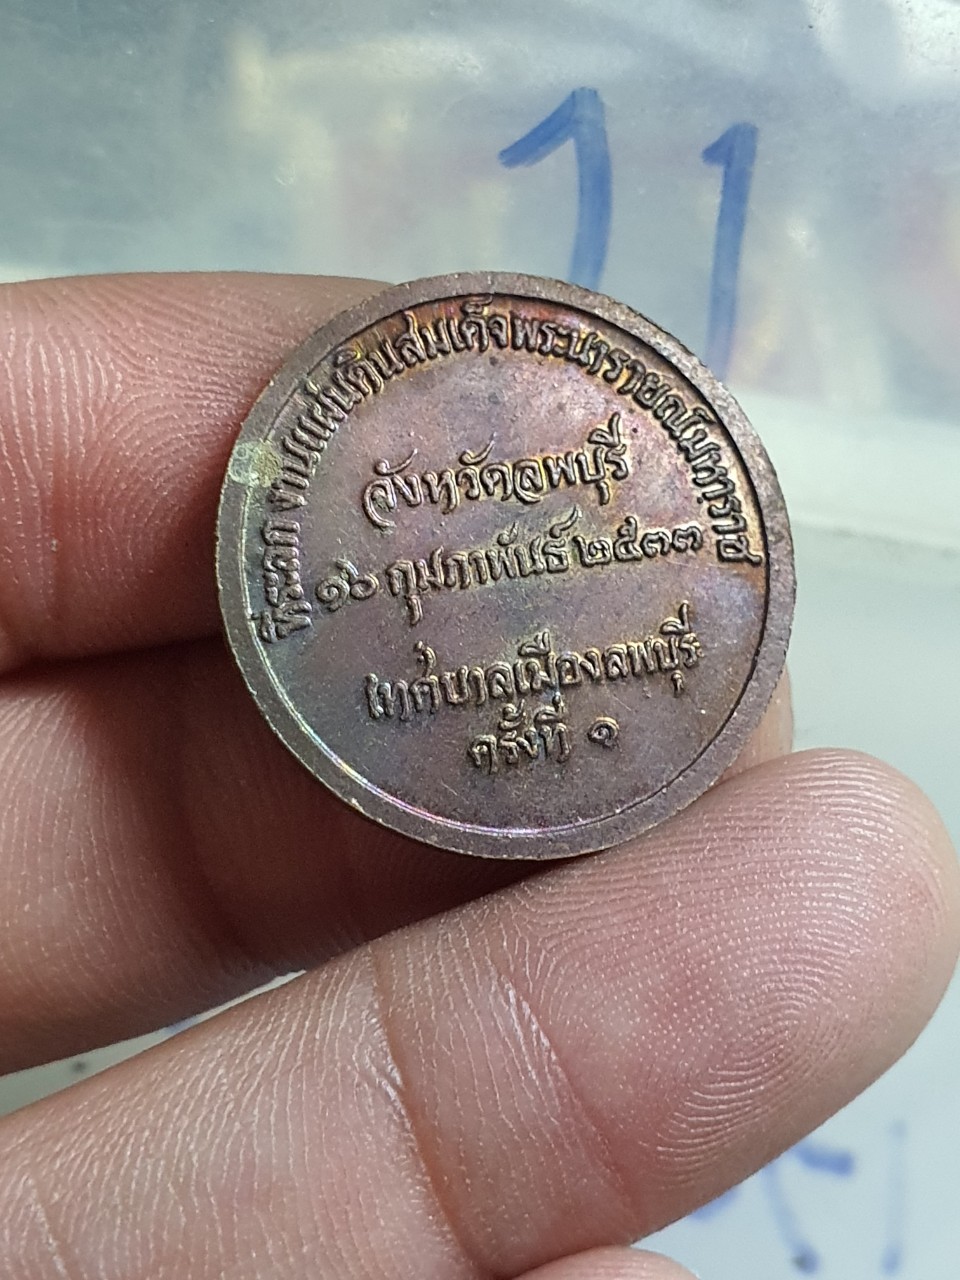 ที่ระลึก งานแผ่นดินสมเด็จพระนารายณ์มหาราช
จังหวัดลพบุรี
๑๖ กุมภาพันธ์ ๒๕๓๓
เทศบาลเมืองลพบุรี
ครั้งที่ ๑